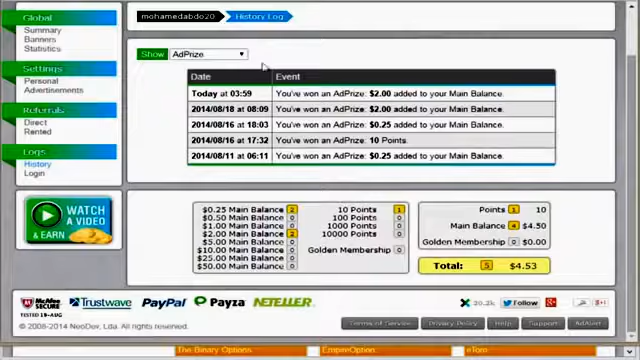 Global
Summary
Banners
Statistics
Settings
Personal
Advertisements
Referrals
Direct
Rented
Logs
History
Login
WATCH
A VIDEO
& EARN
mohamedabdo20
History Log
Show
AdPrize
Date Event
Today at 03:59 You've won an AdPrize: $2.00 added to your Main Balance.
2014/08/18 at 08:09 You've won an AdPrize: $2.00 added to your Main Balance.
2014/08/16 at 18:03 You've won an AdPrize: $0.25 added to your Main Balance.
2014/08/16 at 17:32 You've won an AdPrize: 10 Points.
2014/08/11 at 06:11 You've won an AdPrize: $0.25 added to your Main Balance.
$0.25 Main Balance 2
$0.50 Main Balance 0
$1.00 Main Balance 0
$2.00 Main Balance 2
$5.00 Main Balance 0
$10.00 Main Balance 0
$25.00 Main Balance 0
$50.00 Main Balance 0
10 Points 1
100 Points 0
1000 Points 0
10000 Points 0
Golden Membership 0
Points 1 10
Main Balance 4 $4.50
Golden Membership 0 $0.00
Total: 5 $4.53
McAfee SECURE
TESTED 19-AUG
Trustwave
PayPal
Payza
NETELLER
Follow
© 2008-2014 NeoDev, Lda. All rights reserved.
Terms of Service
Privacy Policy
Help
Support
AdAlert
The Binary Options
EmpireOption
eToro